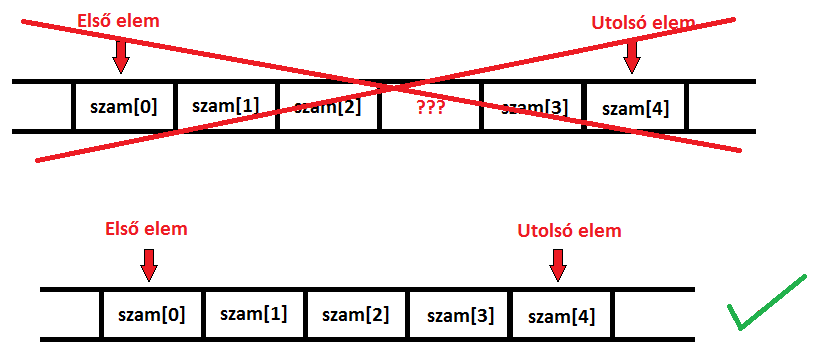 Első elem Utolsó elem
szam[0] szam[1] szam[2] ??? szam[3] szam[4]
Első elem Utolsó elem
szam[0] szam[1] szam[2] szam[3] szam[4]